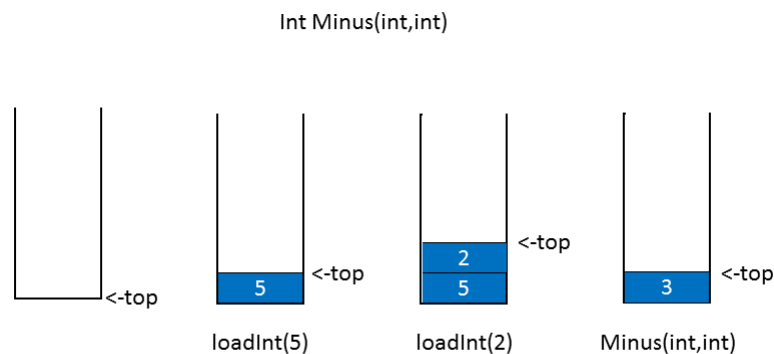 Int Minus(int,int)
<-top
5
<-top
loadInt(5)
2
5
<-top
loadInt(2)
3
<-top
Minus(int,int)